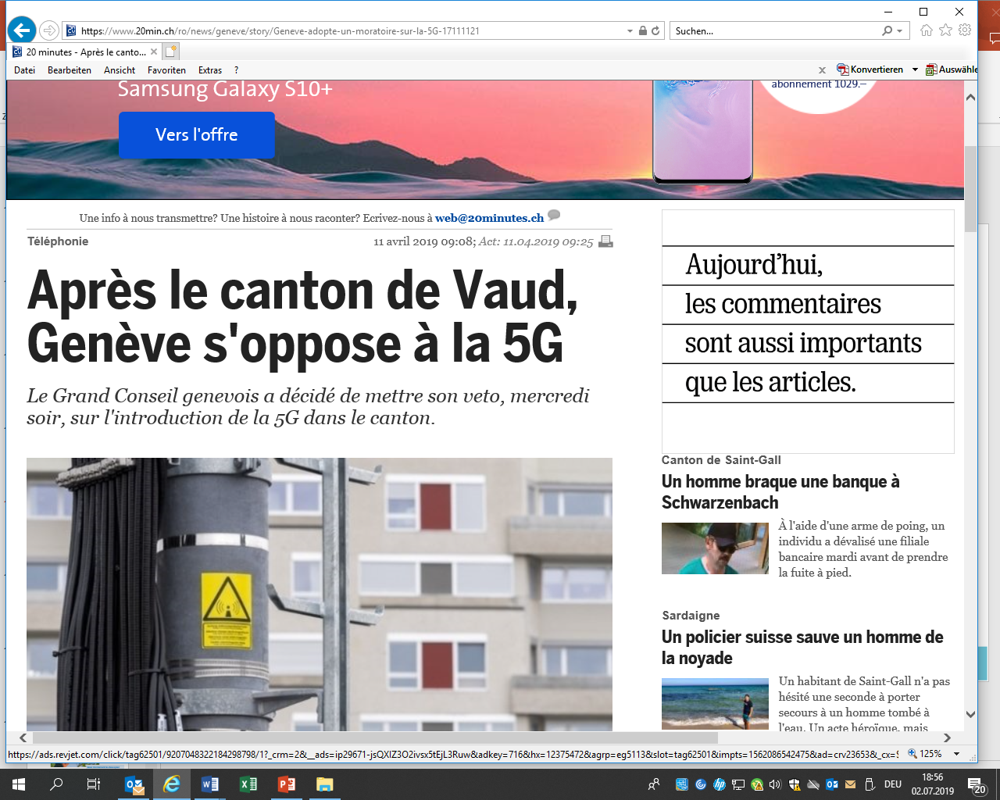 https://www.20min.ch/ro/news/geneve/story/Geneve-adopte-un-moratoire-sur-la-5G-17111121
Suchen...
20 minutes - Après le canto...
Datei Bearbeiten Ansicht Favoriten Extras ?
x Konvertieren Auswähle
Samsung Galaxy S10+
abonnement 1029.–
Vers l'offre
Une info à nous transmettre? Une histoire à nous raconter? Ecrivez-nous à web@20minutes.ch
Téléphonie
11 avril 2019 09:08; Act: 11.04.2019 09:25
Après le canton de Vaud,
Genève s'oppose à la 5G
Le Grand Conseil genevois a décidé de mettre son veto, mercredi
soir, sur l'introduction de la 5G dans le canton.
Aujourd'hui,
les commentaires
sont aussi importants
que les articles.
Canton de Saint-Gall
Un homme braque une banque à
Schwarzenbach
À l'aide d'une arme de poing, un
individu a dévalisé une filiale
bancaire mardi avant de prendre
la fuite à pied.
Sardaigne
Un policier suisse sauve un homme de
la noyade
Un habitant de Saint-Gall n'a pas
hésité une seconde à porter
secours à un homme tombé à
l'eau. Un acte héroïque, mais
https://ads.revjet.com/click/tag62501/9207048322184298798/1?_crm=2&__ads=ip29671-jsQXIZ3O2ivsx5tEjL3Ruw&adkey=716&hx=12375472&agrp=eg5113&slot=tag62501&impts=1562086542475&ad=crv23653&_cx=
125%
DEU
18:56
02.07.2019
20